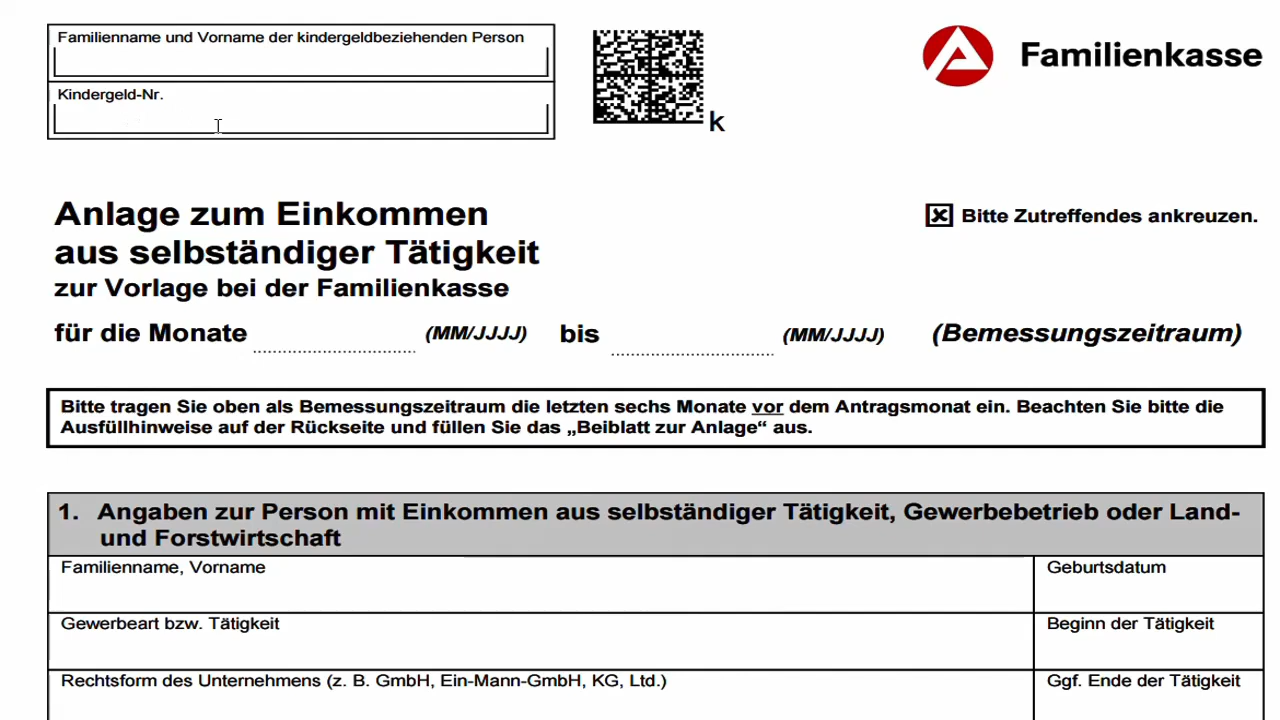 Familienname und Vorname der kindergeldbeziehenden Person
Kindergeld-Nr.
k
Familienkasse
Anlage zum Einkommen
aus selbständiger Tätigkeit
zur Vorlage bei der Familienkasse
Bitte Zutreffendes ankreuzen.
für die Monate (MM/JJJJ) bis (MM/JJJJ) (Bemessungszeitraum)
Bitte tragen Sie oben als Bemessungszeitraum die letzten sechs Monate vor dem Antragsmonat ein. Beachten Sie bitte die
Ausfüllhinweise auf der Rückseite und füllen Sie das „Beiblatt zur Anlage“ aus.
1. Angaben zur Person mit Einkommen aus selbständiger Tätigkeit, Gewerbebetrieb oder Land-
und Forstwirtschaft
Familienname, Vorname
Geburtsdatum
Gewerbeart bzw. Tätigkeit
Beginn der Tätigkeit
Rechtsform des Unternehmens (z. B. GmbH, Ein-Mann-GmbH, KG, Ltd.)
Ggf. Ende der Tätigkeit